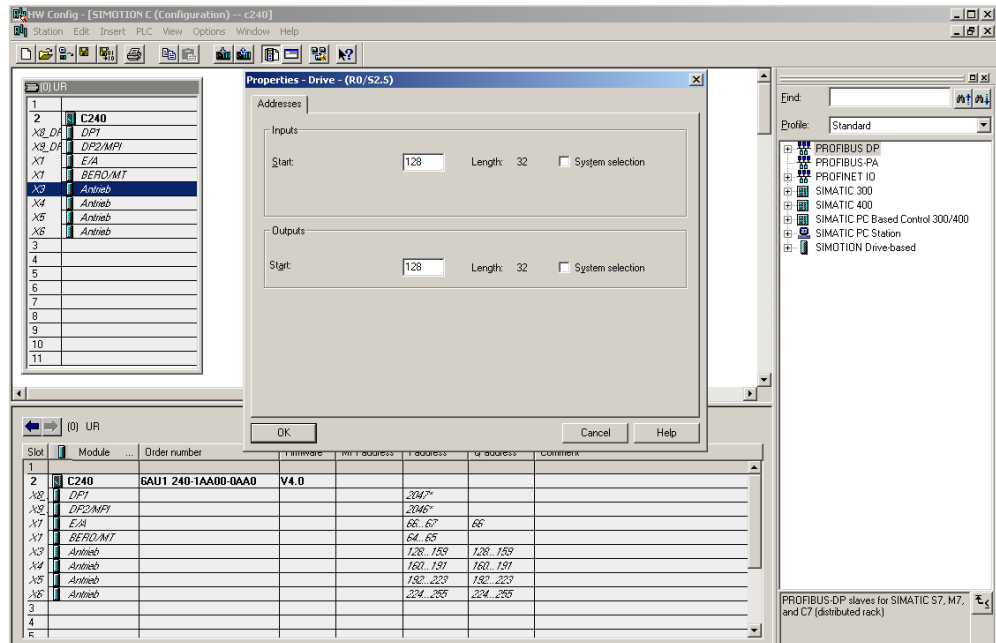 HW Config - [SIMOTION C (Configuration) -- c240]
Station Edit Insert PLC View Options Window Help
(0) UR
1
2 C240
X8_DP DP1
X9_DP DP2/MPI
X1 E/A
X1 BERO/MT
X3 Antrieb
X4 Antrieb
X5 Antrieb
X6 Antrieb
3
4
5
6
7
8
9
10
11
Properties - Drive - (R0/S2.5)
Addresses
Inputs
Start: 128 Length: 32 System selection
Outputs
Start: 128 Length: 32 System selection
OK Cancel Help
Find:
Profile: Standard
PROFIBUS DP
PROFIBUS-PA
PROFINET IO
SIMATIC 300
SIMATIC 400
SIMATIC PC Based Control 300/400
SIMATIC PC Station
SIMOTION Drive-based
PROFIBUS-DP slaves for SIMATIC S7, M7, and C7 (distributed rack)
(0) UR
Slot Module ... Order number Firmware MPI address I address Q address Comment
1
2 C240 6AU1 240-1AA00-0AA0 V4.0
X8_ DP1 2047*
X9_ DP2/MPI 2046*
X1 E/A 66...67 66
X1 BERO/MT 64...65
X3 Antrieb 128...159 128...159
X4 Antrieb 160...191 160...191
X5 Antrieb 192...223 192...223
X6 Antrieb 224...255 224...255
3
4
5